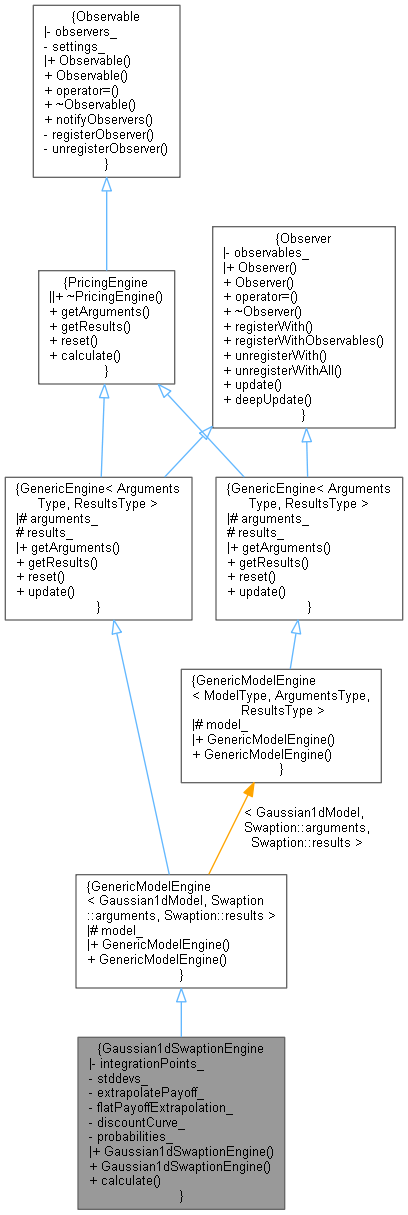 {Observable
|- observers_
- settings_
|+ Observable()
+ Observable()
+ operator=()
+ ~Observable()
+ notifyObservers()
- registerObserver()
- unregisterObserver()
}
{Observer
|- observables_
|+ Observer()
+ Observer()
+ operator=()
+ ~Observer()
+ registerWith()
+ registerWithObservables()
+ unregisterWith()
+ unregisterWithAll()
+ update()
+ deepUpdate()
}
{PricingEngine
||+ ~PricingEngine()
+ getArguments()
+ getResults()
+ reset()
+ calculate()
}
{GenericEngine< Arguments
Type, ResultsType >
|# arguments_
# results_
|+ getArguments()
+ getResults()
+ reset()
+ update()
}
{GenericEngine< Arguments
Type, ResultsType >
|# arguments_
# results_
|+ getArguments()
+ getResults()
+ reset()
+ update()
}
{GenericModelEngine
< ModelType, ArgumentsType,
ResultsType >
|# model_
|+ GenericModelEngine()
+ GenericModelEngine()
}
< Gaussian1dModel,
Swaption::arguments,
Swaption::results >
{GenericModelEngine
< Gaussian1dModel, Swaption
::arguments, Swaption::results >
|# model_
|+ GenericModelEngine()
+ GenericModelEngine()
}
{Gaussian1dSwaptionEngine
|- integrationPoints_
- stddevs_
- extrapolatePayoff_
- flatPayoffExtrapolation_
- discountCurve_
- probabilities_
|+ Gaussian1dSwaptionEngine()
+ Gaussian1dSwaptionEngine()
+ calculate()
}